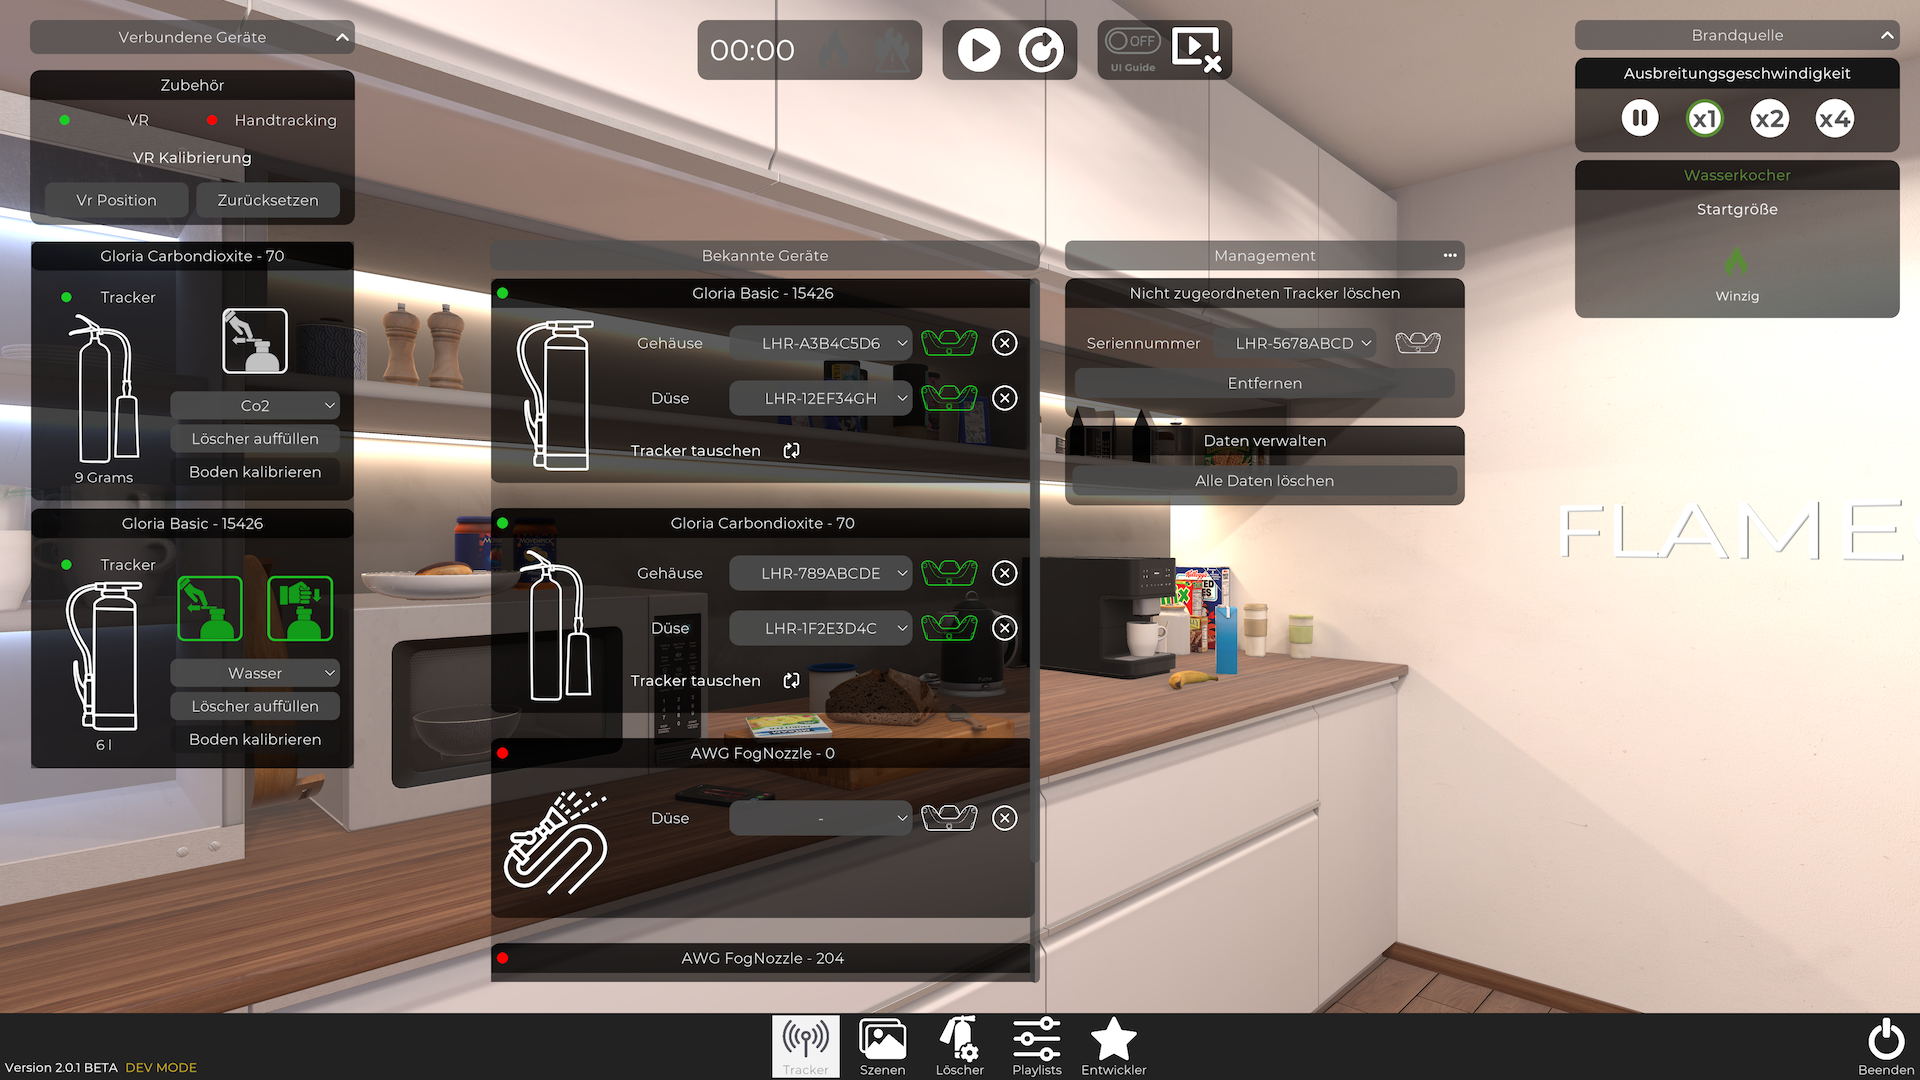 Verbundene Geräte
Zubehör
VR
Handtracking
VR Kalibrierung
Vr Position
Zurücksetzen
Gloria Carbondioxite - 70
Tracker
Co2
Löscher auffüllen
Boden kalibrieren
9 Grams
Gloria Basic - 15426
Tracker
Wasser
Löscher auffüllen
Boden kalibrieren
6 l
00:00
OFF
UI Guide
Bekannte Geräte
Gloria Basic - 15426
Gehäuse
LHR-A3B4C5D6
Düse
LHR-12EF34GH
Tracker tauschen
Gloria Carbondioxite - 70
Gehäuse
LHR-789ABCDE
Düse
LHR-1F2E3D4C
Tracker tauschen
AWG FogNozzle - 0
Düse
-
AWG FogNozzle - 204
Management
Nicht zugeordneten Tracker löschen
Seriennummer
LHR-5678ABCD
Entfernen
Daten verwalten
Alle Daten löschen
Brandquelle
Ausbreitungsgeschwindigkeit
x1
x2
x4
Wasserkocher
Startgröße
Winzig
FLAME
Version 2.0.1 BETA DEV MODE
Tracker
Szenen
Löscher
Playlists
Entwickler
Beenden